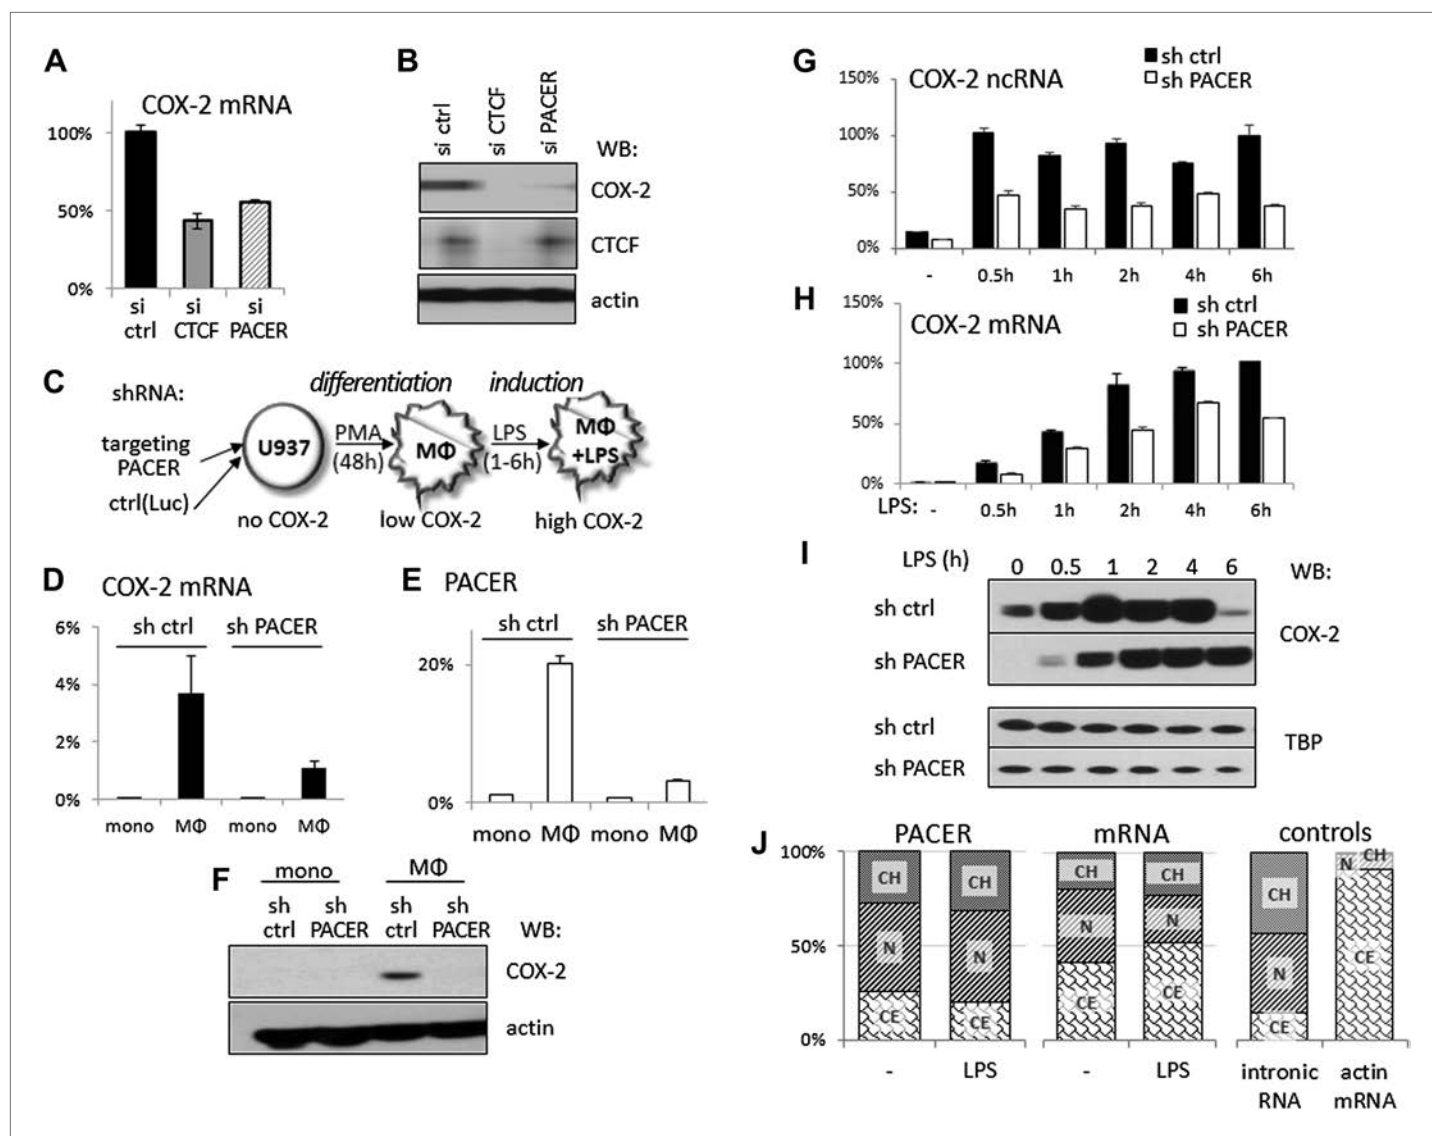 A
COX-2 mRNA
100%
50%
0%
si
ctrl
si
CTCF
si
PACER
B
si ctrl
si CTCF
si PACER
WB:
COX-2
CTCF
actin
C
shRNA:
targeting
PACER
ctrl(Luc)
differentiation
induction
U937
PMA
(48h)
MΦ
LPS
(1-6h)
MΦ
+LPS
no COX-2
low COX-2
high COX-2
D
COX-2 mRNA
sh ctrl
sh PACER
6%
4%
2%
0%
mono
MΦ
mono
MΦ
E
PACER
sh ctrl
sh PACER
20%
0%
mono
MΦ
mono
MΦ
F
mono
MΦ
sh
ctrl
sh
PACER
sh
ctrl
sh
PACER
WB:
COX-2
actin
G
COX-2 ncRNA
sh ctrl
sh PACER
150%
100%
50%
0%
-
0.5h
1h
2h
4h
6h
H
COX-2 mRNA
sh ctrl
sh PACER
150%
100%
50%
0%
LPS:
-
0.5h
1h
2h
4h
6h
I
LPS (h)
0
0.5
1
2
4
6
WB:
sh ctrl
sh PACER
COX-2
sh ctrl
sh PACER
TBP
J
PACER
mRNA
controls
100%
50%
0%
CH
N
CE
CH
N
CE
CH
N
CE
CH
N
CE
CH
N
CE
N
CH
CE
-
LPS
-
LPS
intronic
RNA
actin
mRNA